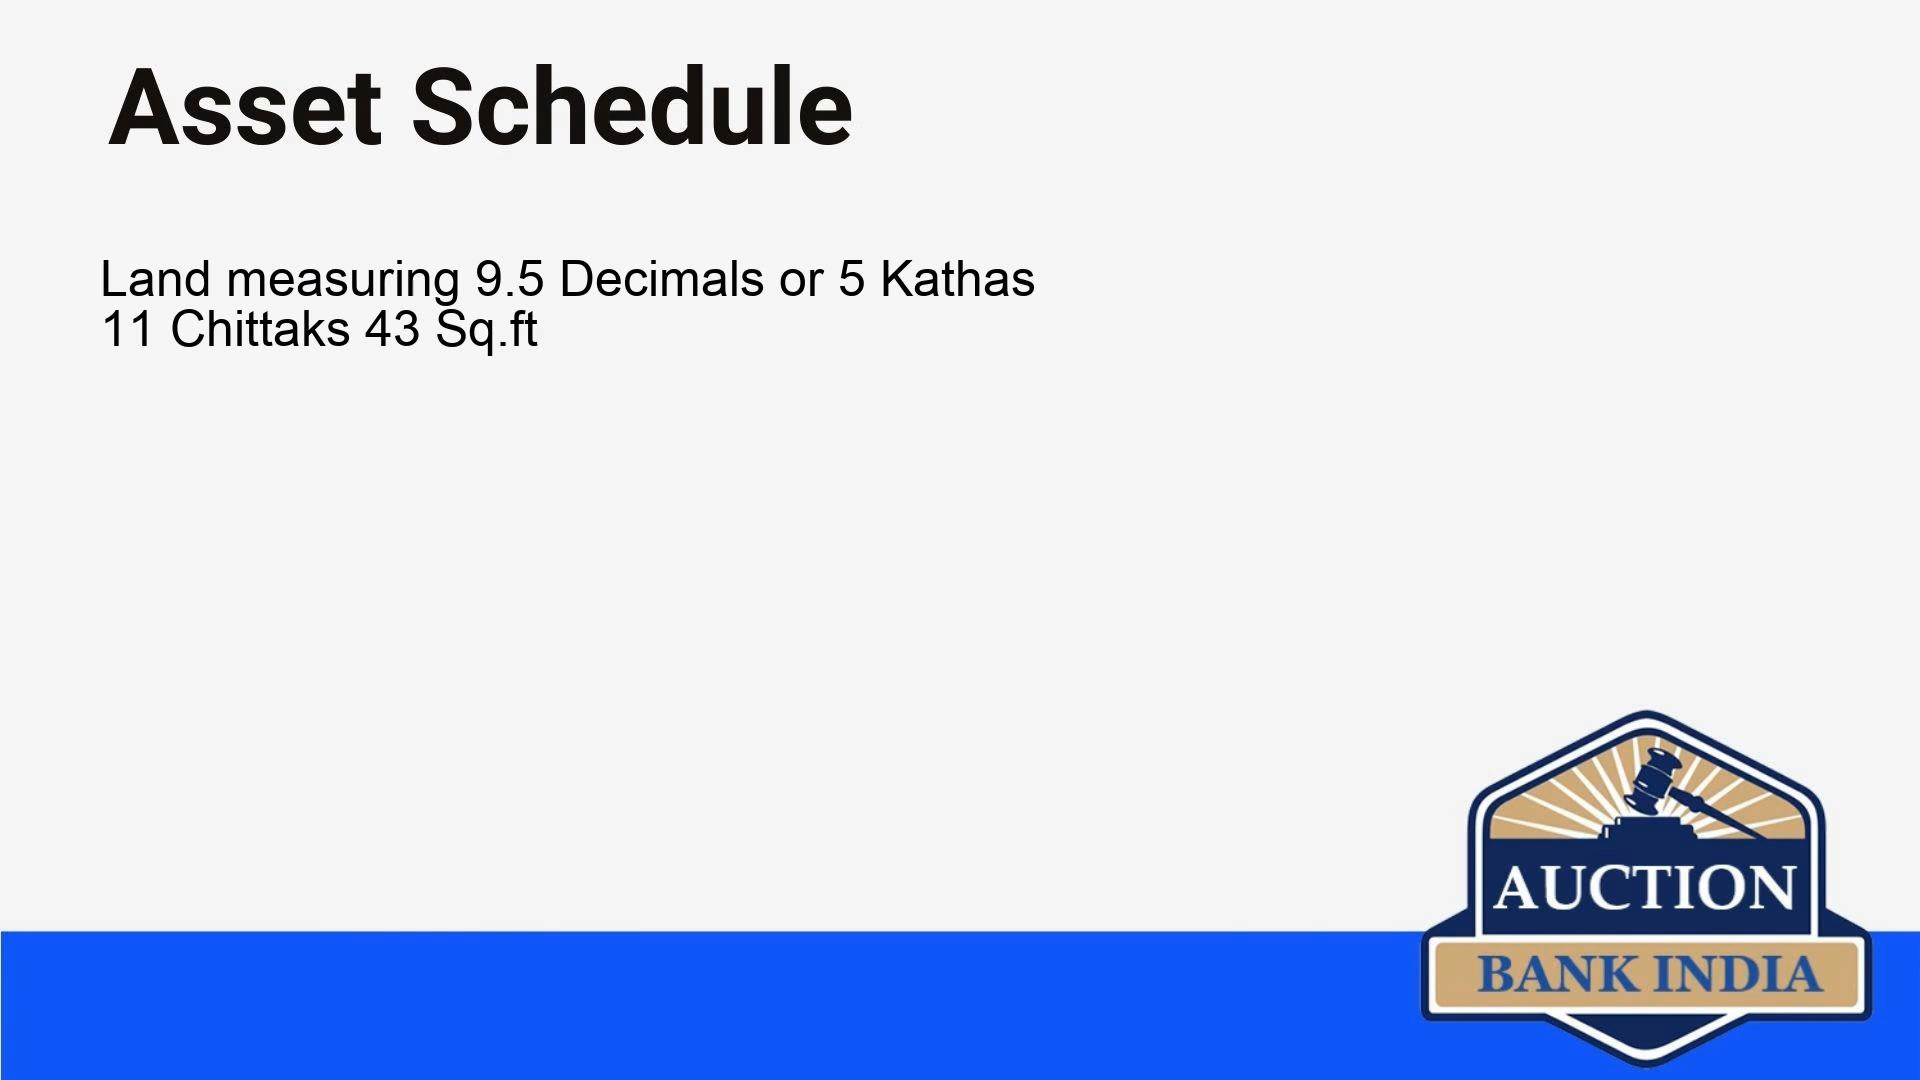 Asset Schedule
Land measuring 9.5 Decimals or 5 Kathas
11 Chittaks 43 Sq.ft
AUCTION
BANK INDIA